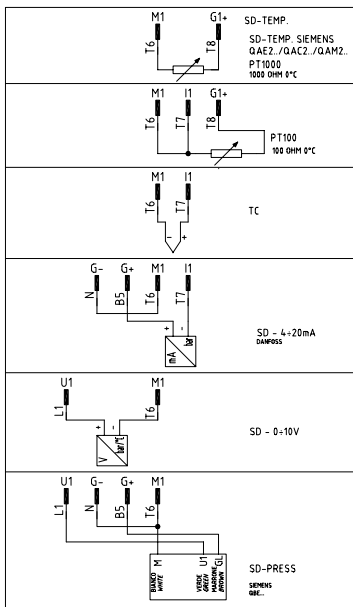 M1 G1+ SD-TEMP.
T6 T8 SD-TEMP. SIEMENS
QAE2../QAC2../QAM2..
PT1000
1000 OHM 0°C
M1 I1 G1+
T6 T7 T8
PT100
100 OHM 0°C
M1 I1
T6 T7
TC
- +
G- G+ M1 I1
N B5 T6 T7
+ -
mA bar
SD - 4÷20mA
DANFOSS
U1 M1
L1 T6
+ -
V bar/°C
SD - 0÷10V
U1 G- G+ M1
L1 N B5 T6
M U1 GL
BIANCO VERDE MARRONE
WHITE GREEN BROWN
SD-PRESS
SIEMENS
QBE..